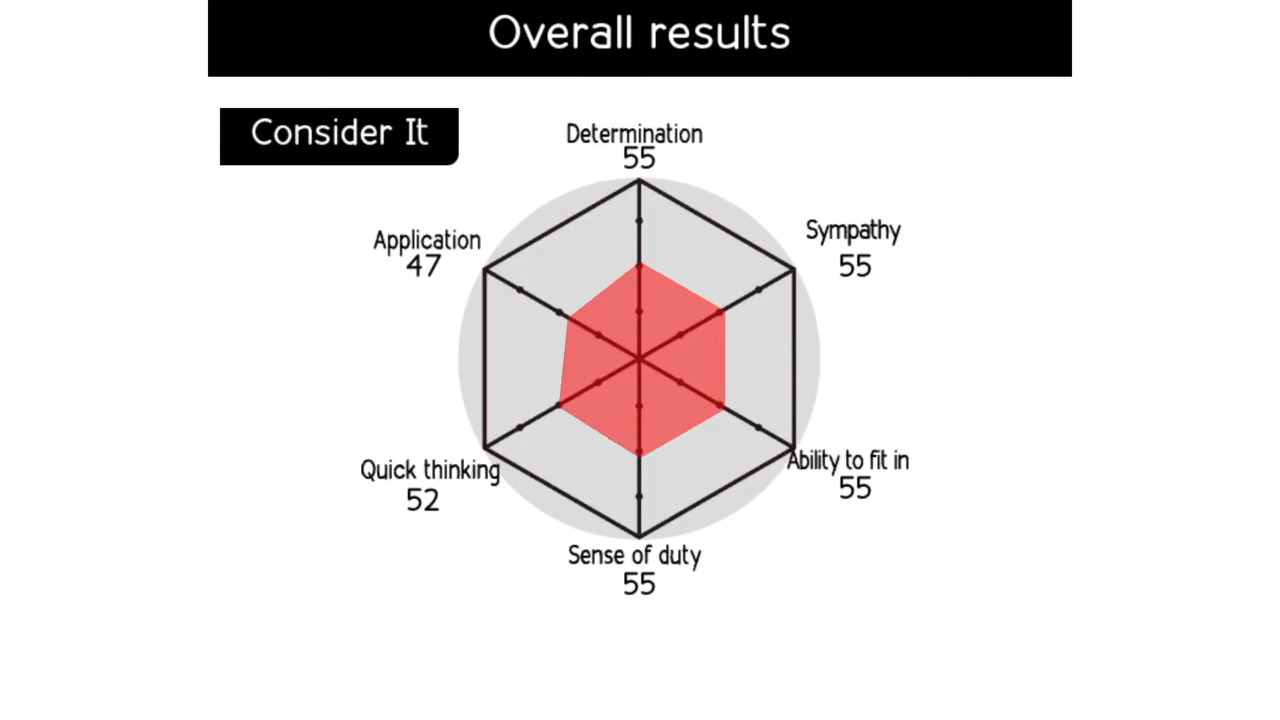 Overall results
Consider It
Determination
55
Application
47
Sympathy
55
Quick thinking
52
Ability to fit in
55
Sense of duty
55